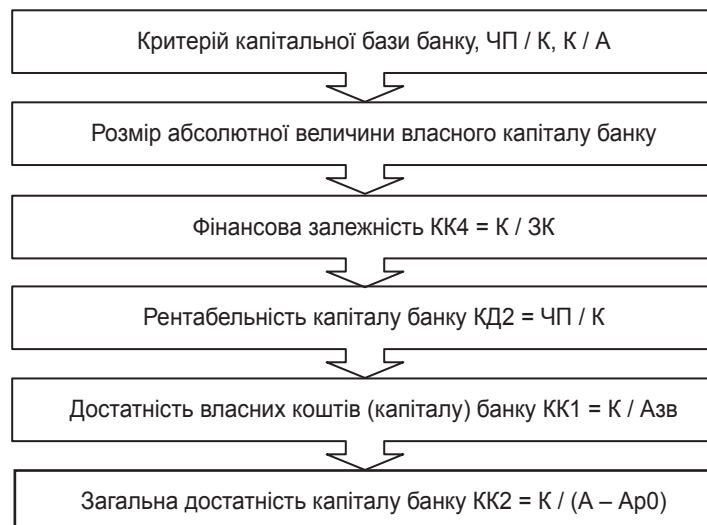 Критерій капітальної бази банку, ЧП / К, К / А
Розмір абсолютної величини власного капіталу банку
Фінансова залежність КК4 = К / ЗК
Рентабельність капіталу банку КД2 = ЧП / К
Достатність власних коштів (капіталу) банку КК1 = К / Азв
Загальна достатність капіталу банку КК2 = К / (А – Ар0)